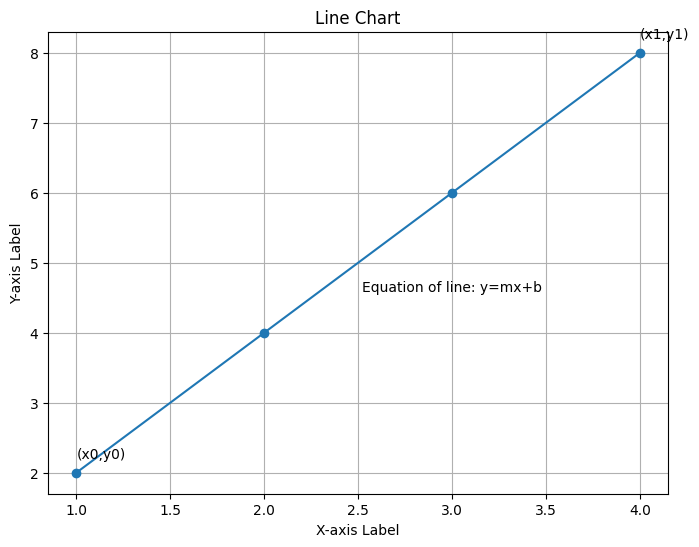 Line Chart
(x1,y1)
8
7
6
5
Equation of line: y=mx+b
4
3
(x0,y0)
2
Y-axis Label
1.0 1.5 2.0 2.5 3.0 3.5 4.0
X-axis Label